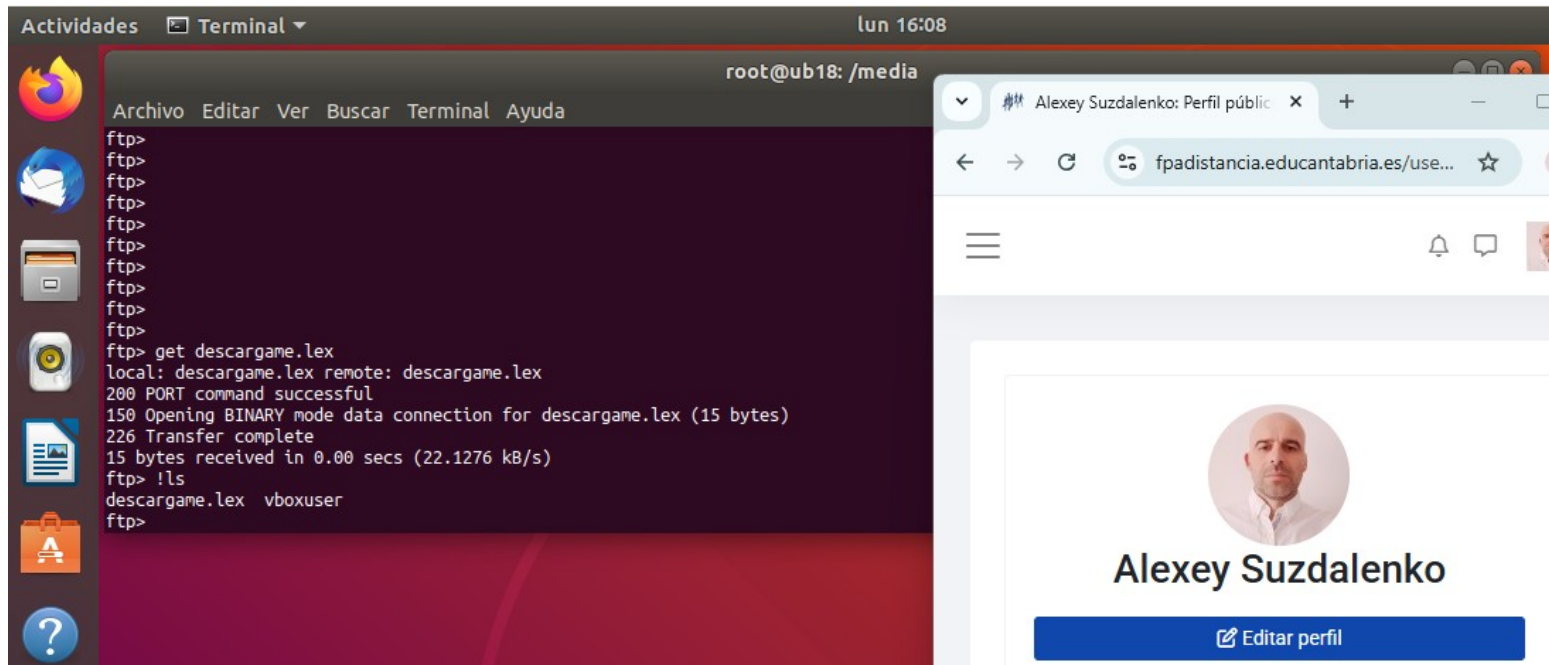 Actividades Terminal lun 16:08
root@ub18: /media
Archivo Editar Ver Buscar Terminal Ayuda
ftp>
ftp>
ftp>
ftp>
ftp>
ftp>
ftp>
ftp>
ftp>
ftp>
ftp> get descargame.lex
local: descargame.lex remote: descargame.lex
200 PORT command successful
150 Opening BINARY mode data connection for descargame.lex (15 bytes)
226 Transfer complete
15 bytes received in 0.00 secs (22.1276 kB/s)
ftp> !ls
descargame.lex vboxuser
ftp>
Alexey Suzdalenko: Perfil públic
fpadistancia.educantabria.es/use...
Alexey Suzdalenko
Editar perfil